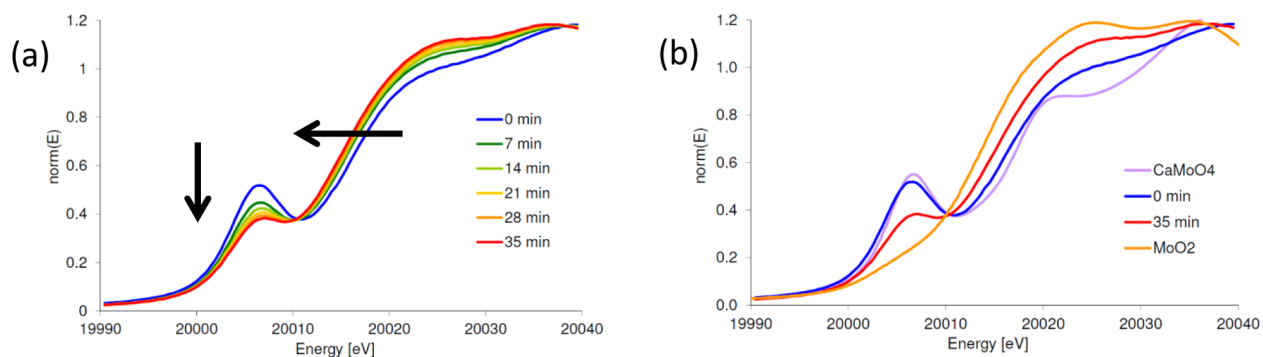 (a)
norm(E)
1.2
1.0
0.8
0.6
0.4
0.2
0
19990
20000
20010
20020
20030
20040
Energy [eV]
0 min
7 min
14 min
21 min
28 min
35 min
(b)
norm(E)
1.2
1.0
0.8
0.6
0.4
0.2
0.0
19990
20000
20010
20020
20030
20040
Energy [eV]
CaMoO4
0 min
35 min
MoO2